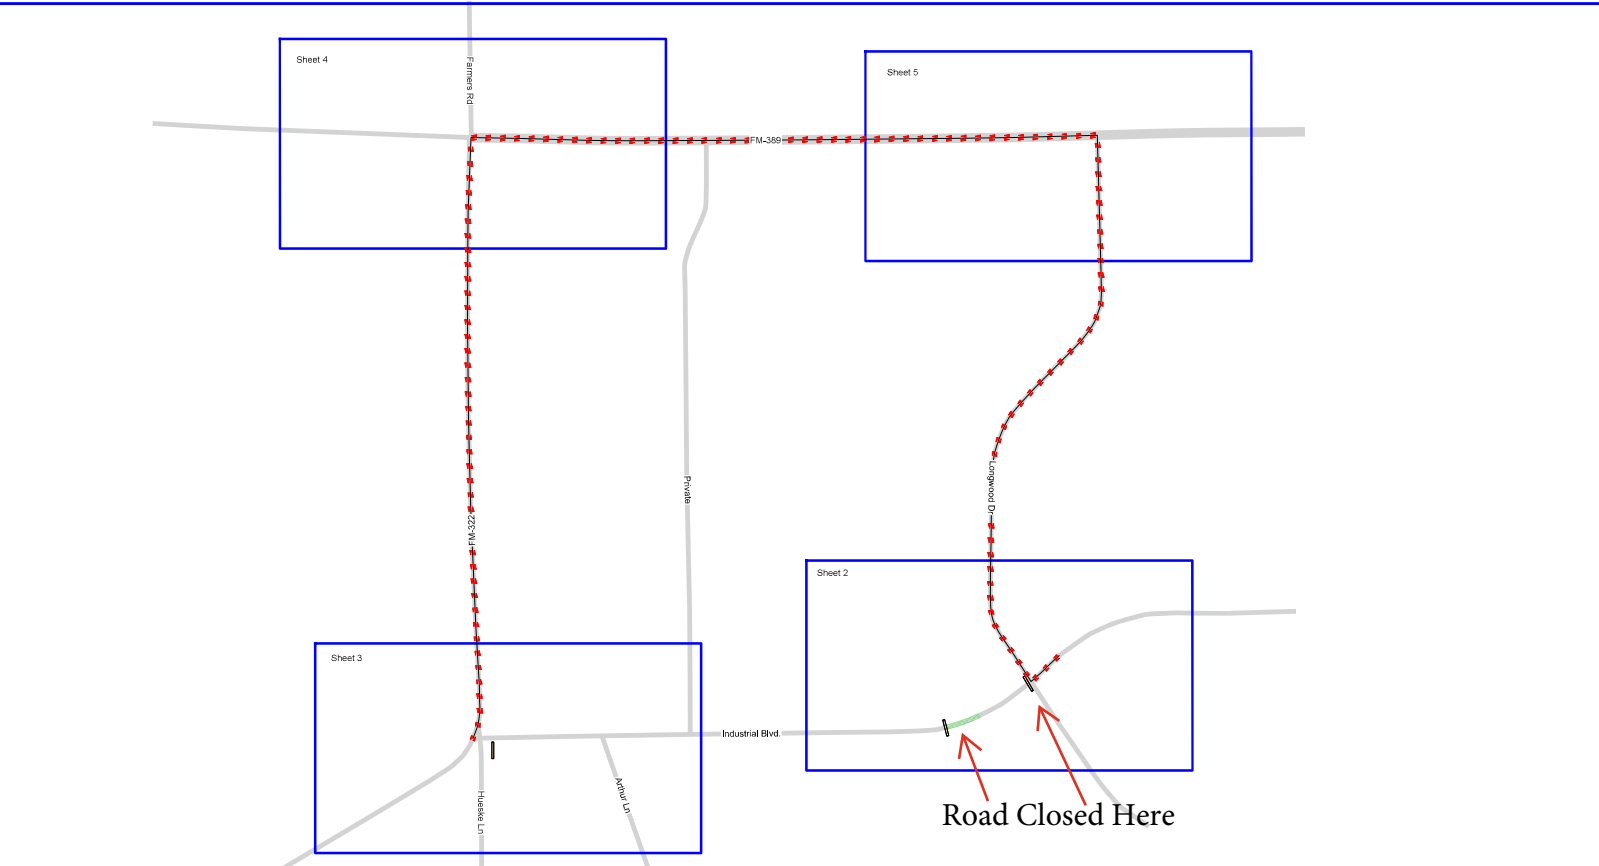 Sheet 4
Farmers Rd
Sheet 5
FM-389
Private
Longwood Dr
FM-322
Sheet 2
Sheet 3
Industrial Blvd.
Hueske Ln
Arthur Ln
Road Closed Here